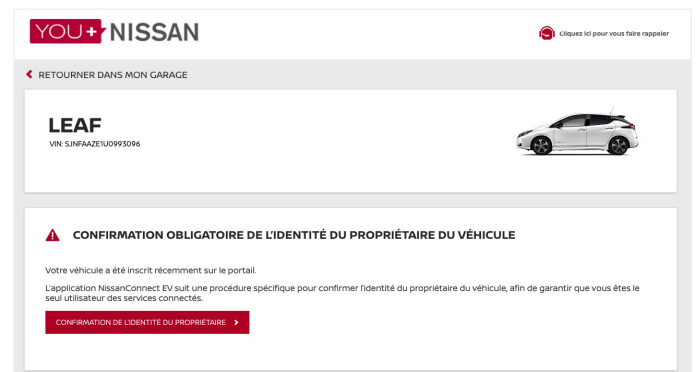 YOU+ NISSAN
Cliquez ici pour vous faire rappeler
RETOURNER DANS MON GARAGE
LEAF
VIN: SJNFAAZE1U0993096
CONFIRMATION OBLIGATOIRE DE L'IDENTITÉ DU PROPRIÉTAIRE DU VÉHICULE
Votre véhicule a été inscrit récemment sur le portail.
L'application NissanConnect EV suit une procédure spécifique pour confirmer l'identité du propriétaire du véhicule, afin de garantir que vous êtes le
seul utilisateur des services connectés.
CONFIRMATION DE L'IDENTITÉ DU PROPRIÉTAIRE